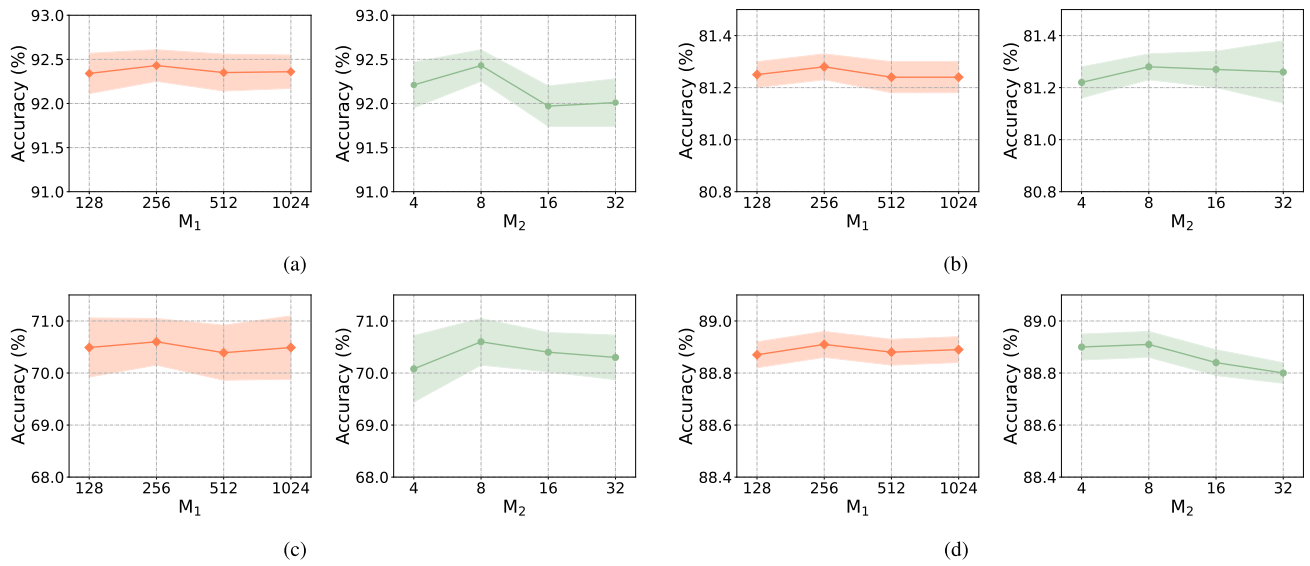 Accuracy (%)
93.0
92.5
92.0
91.5
91.0
128 256 512 1024
M₁
Accuracy (%)
93.0
92.5
92.0
91.5
91.0
4 8 16 32
M₂
(a)
Accuracy (%)
81.4
81.2
81.0
80.8
128 256 512 1024
M₁
Accuracy (%)
81.4
81.2
81.0
80.8
4 8 16 32
M₂
(b)
Accuracy (%)
71.0
70.0
69.0
68.0
128 256 512 1024
M₁
Accuracy (%)
71.0
70.0
69.0
68.0
4 8 16 32
M₂
(c)
Accuracy (%)
89.0
88.8
88.6
88.4
128 256 512 1024
M₁
Accuracy (%)
89.0
88.8
88.6
88.4
4 8 16 32
M₂
(d)